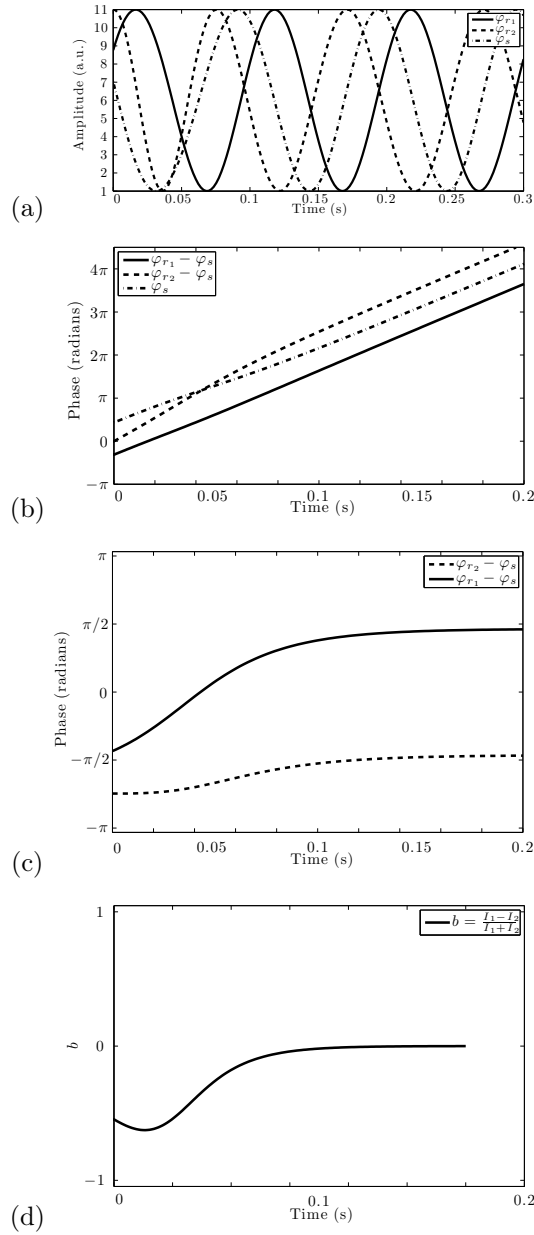 11
10
9
8
7
6
5
4
3
2
1
Amplitude (a.u.)
φr1
φr2
φs
0 0.05 0.1 0.15 0.2 0.25 0.3
Time (s)
(a)
φr1 − φs
φr2 − φs
φs
4π
3π
2π
π
0
−π
Phase (radians)
0 0.05 0.1 0.15 0.2
Time (s)
(b)
φr2 − φs
φr1 − φs
π
π/2
0
−π/2
−π
Phase (radians)
0 0.05 0.1 0.15 0.2
Time (s)
(c)
b = I1−I2
I1+I2
1
0
−1
b
0 0.1 0.2
Time (s)
(d)